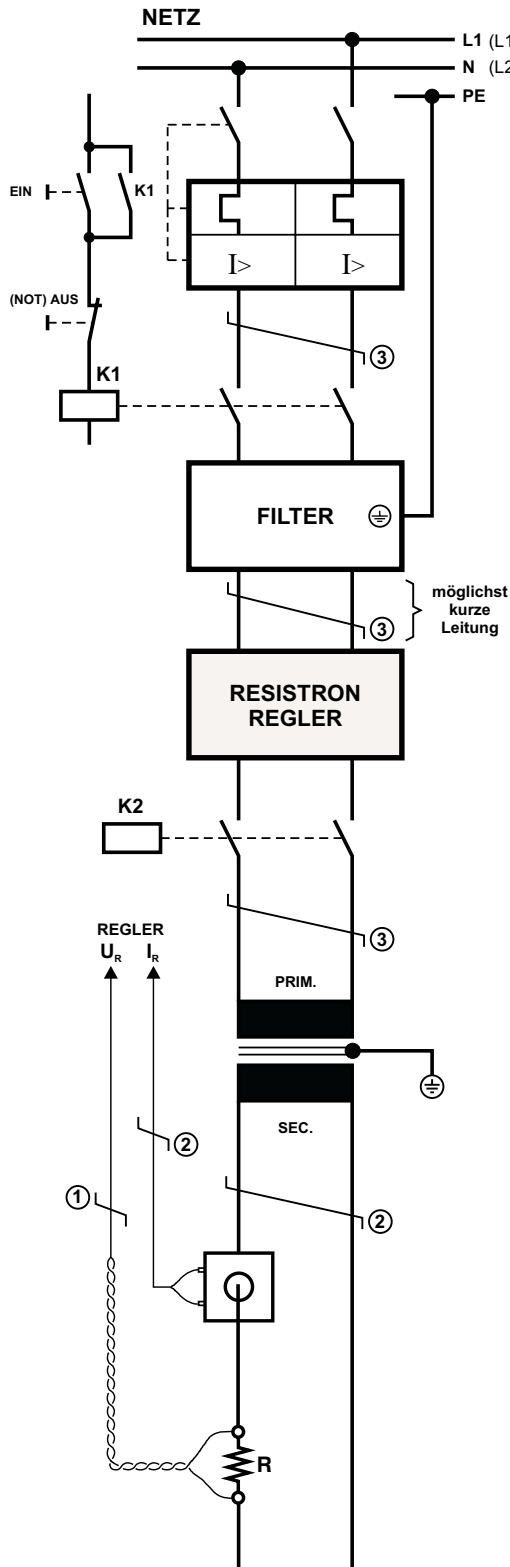 NETZ
L1 (L1
N (L2
PE
EIN
K1
I>
I>
(NOT) AUS
③
K1
FILTER
möglichst
kurze
Leitung
③
RESISTRON
REGLER
K2
③
REGLER
UR IR
PRIM.
SEC.
②
①
②
R